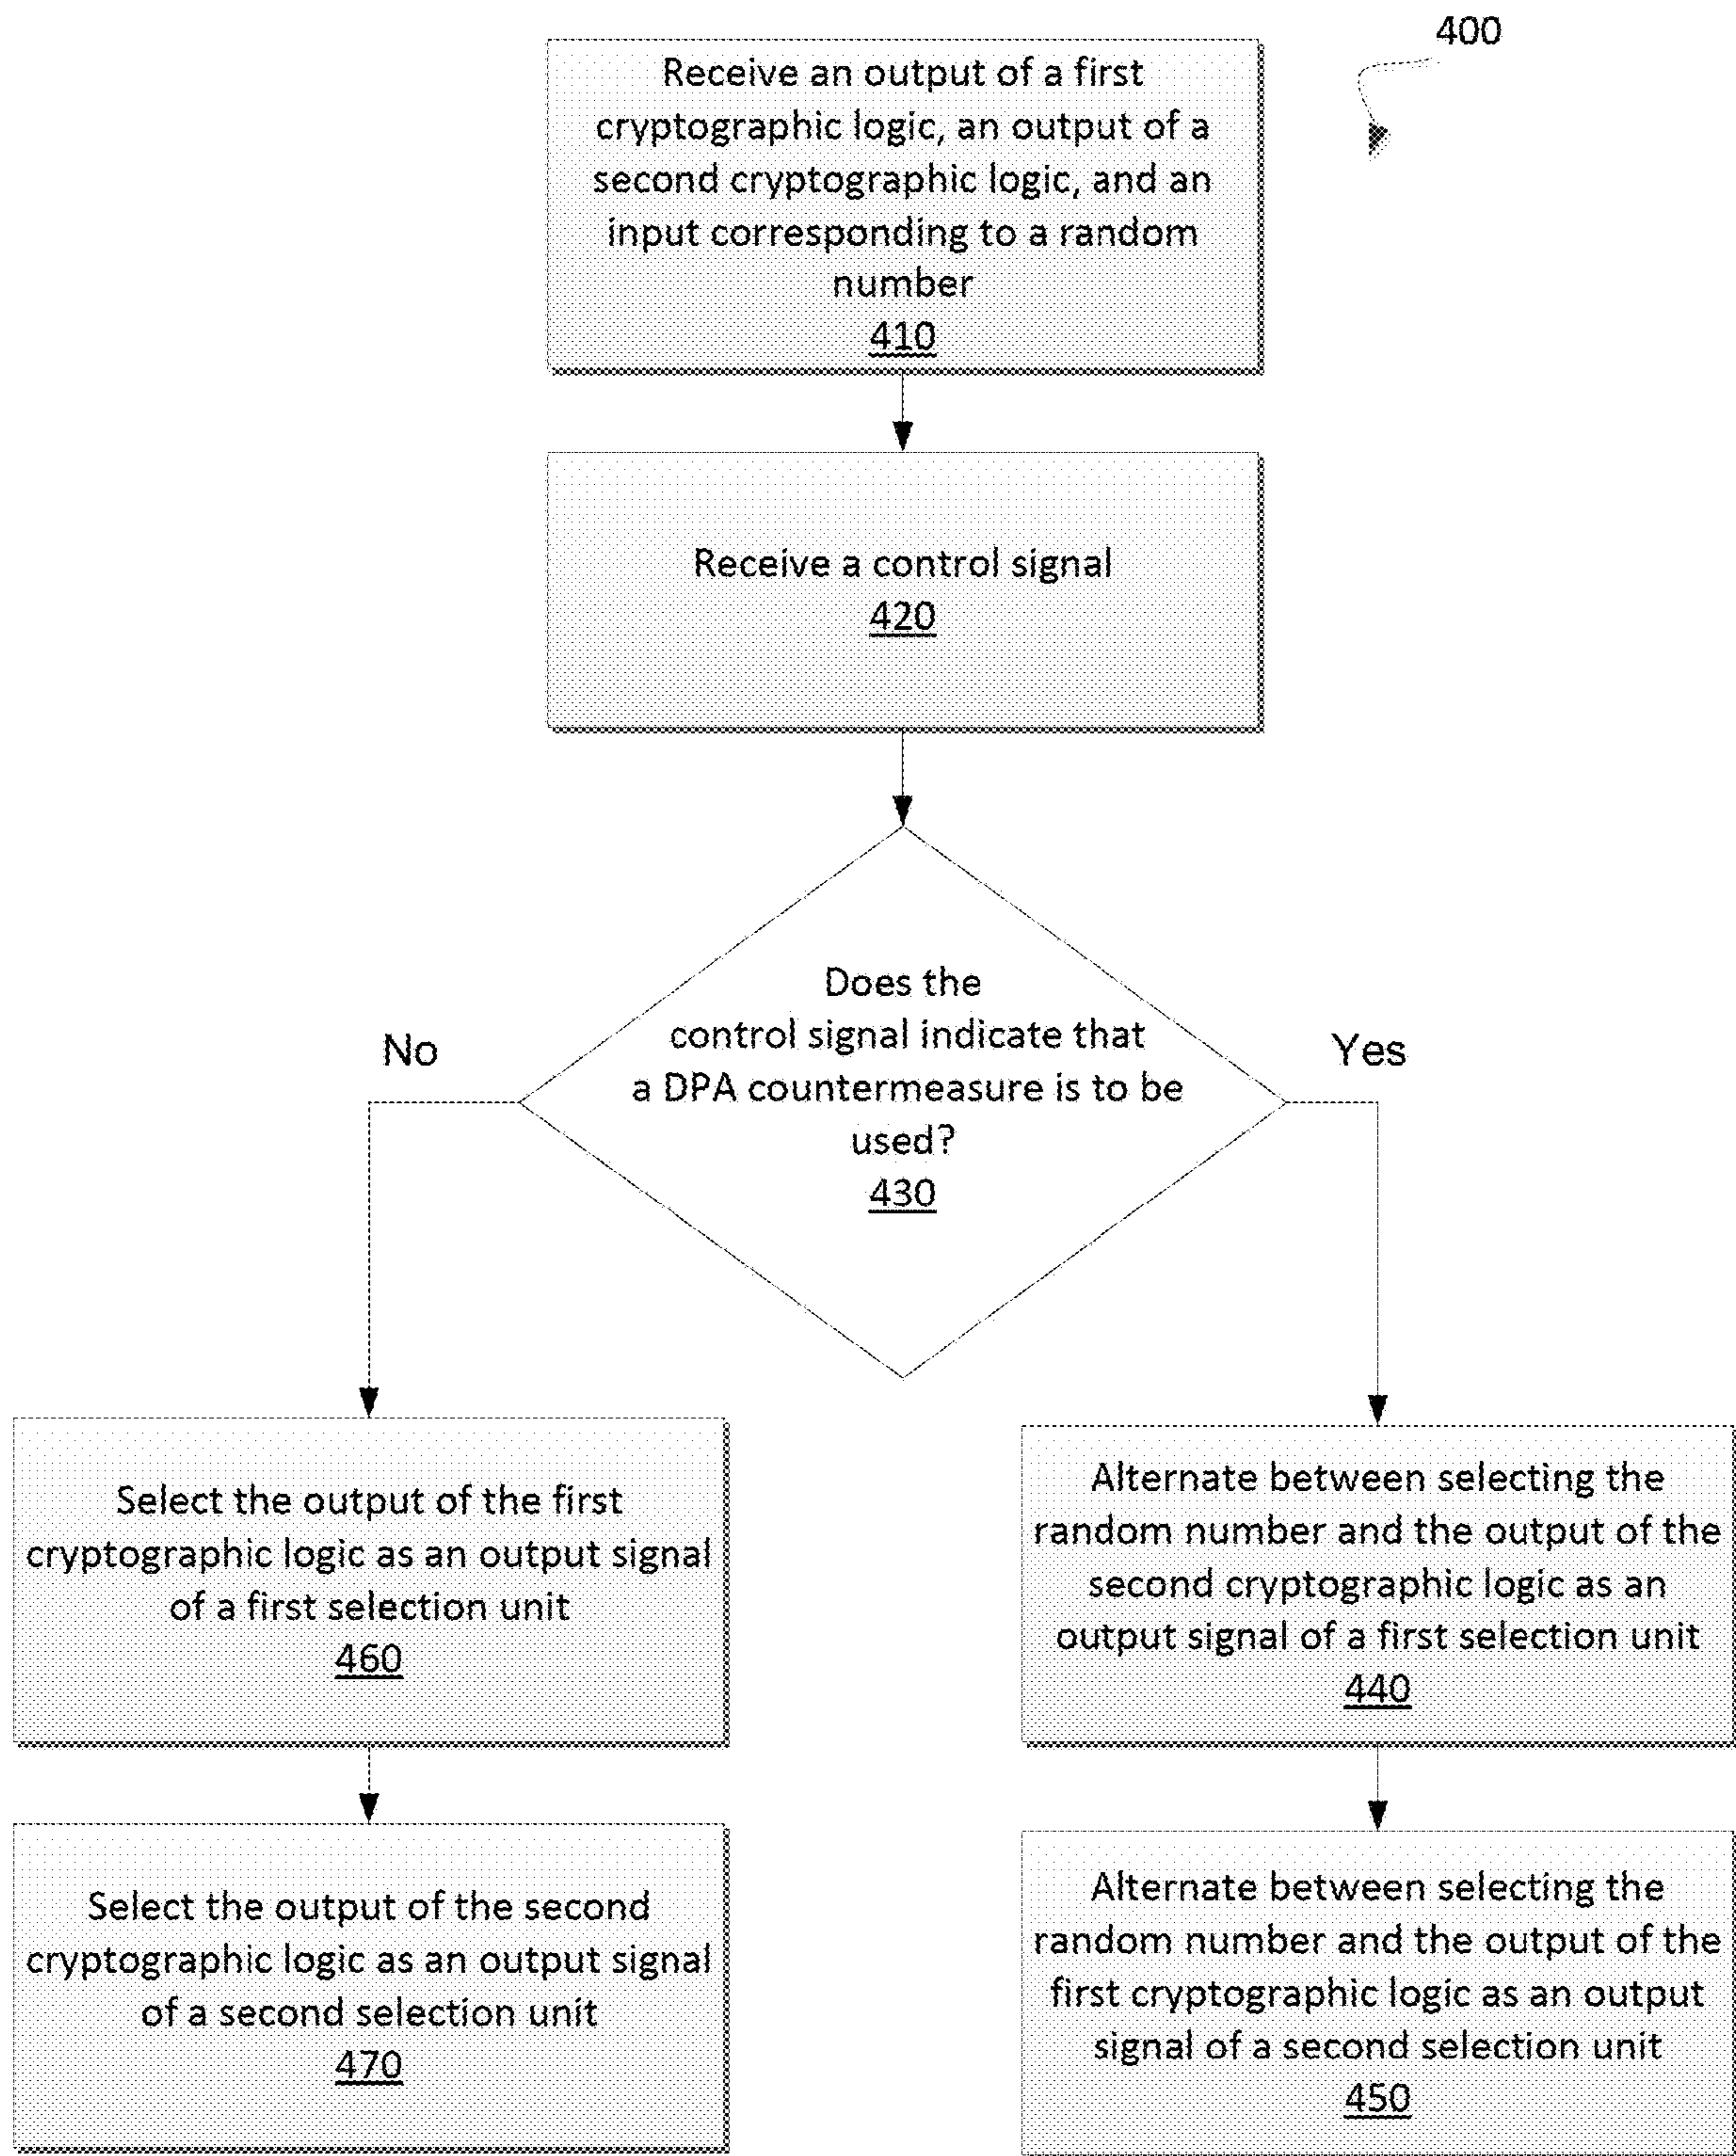 400
Receive an output of a first
cryptographic logic, an output of a
second cryptographic logic, and an
input corresponding to a random
number
410
Receive a control signal
420
Does the
control signal indicate that
a DPA countermeasure is to be
used?
430
No
Yes
Select the output of the first
cryptographic logic as an output signal
of a first selection unit
460
Alternate between selecting the
random number and the output of the
second cryptographic logic as an
output signal of a first selection unit
440
Select the output of the second
cryptographic logic as an output signal
of a second selection unit
470
Alternate between selecting the
random number and the output of the
first cryptographic logic as an output
signal of a second selection unit
450